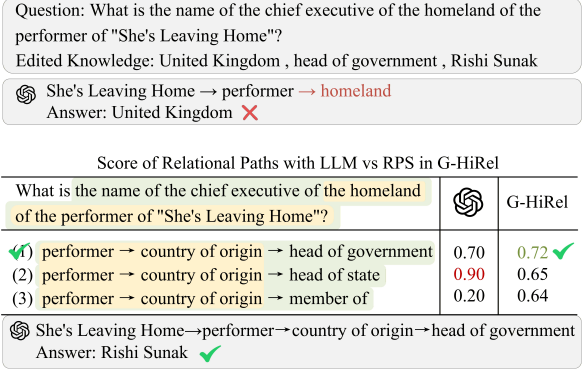 Question: What is the name of the chief executive of the homeland of the
performer of "She's Leaving Home"?
Edited Knowledge: United Kingdom , head of government , Rishi Sunak
She's Leaving Home → performer → homeland
Answer: United Kingdom
Score of Relational Paths with LLM vs RPS in G-HiRel
What is the name of the chief executive of the homeland
of the performer of "She's Leaving Home"?
G-HiRel
(1) performer → country of origin → head of government 0.70 0.72
(2) performer → country of origin → head of state 0.90 0.65
(3) performer → country of origin → member of 0.20 0.64
She's Leaving Home→performer→country of origin→head of government
Answer: Rishi Sunak